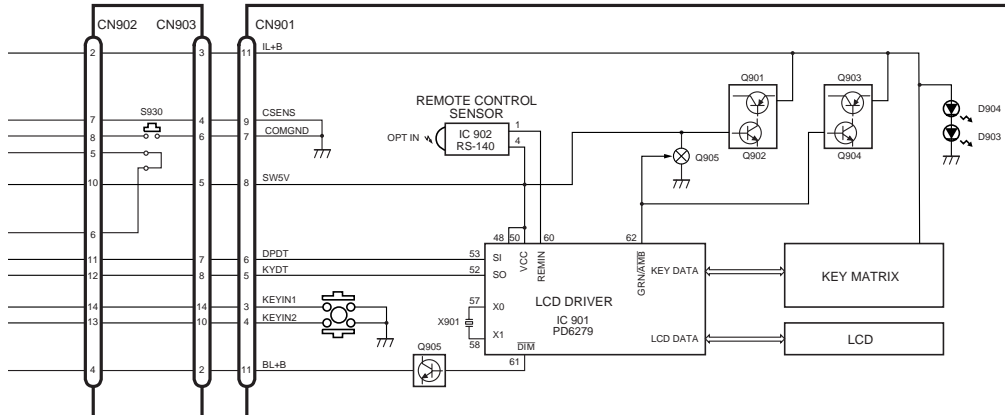 CN902
CN903
CN901
2
3
11
IL+B
Q901
Q903
D904
D903
S930
REMOTE CONTROL
SENSOR
7
4
9
CSENS
OPT IN
IC 902
RS-140
1
4
8
6
7
COMGND
5
Q905
Q902
Q904
10
5
8
SW5V
6
48
50
60
62
11
7
6
DPDT
53
SI
VCC
REMIN
GRN/AMB
KEY DATA
KEY MATRIX
12
8
5
KYDT
52
SO
14
14
3
KEYIN1
57
X0
LCD DRIVER
IC 901
PD6279
13
10
4
KEYIN2
X901
X1
58
DIM
LCD DATA
LCD
Q905
61
4
2
11
BL+B